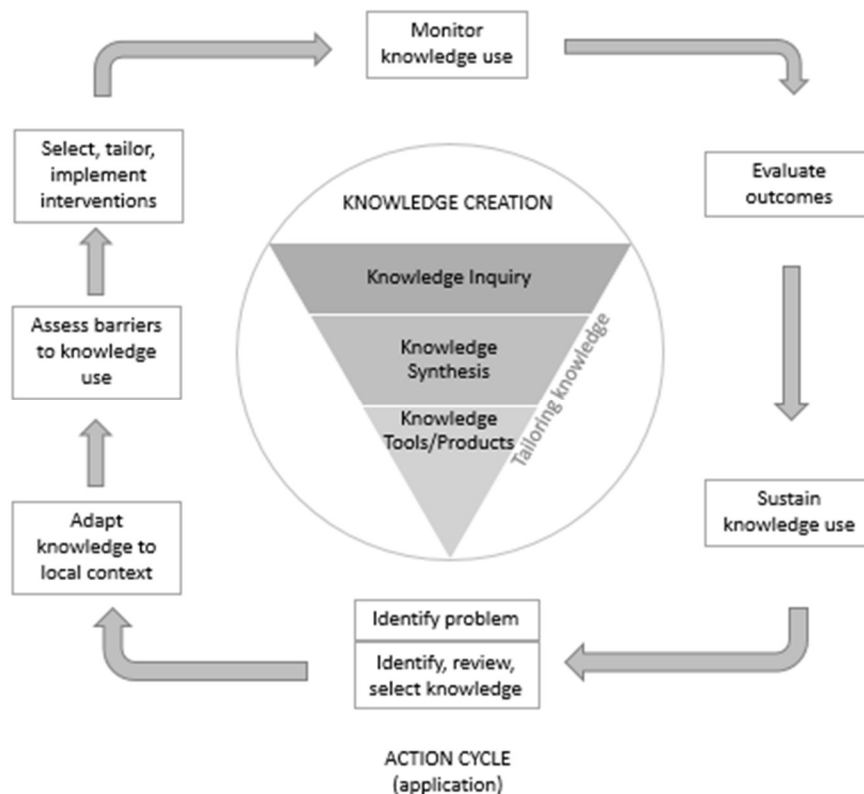 Monitor
knowledge use
Select, tailor,
implement
interventions
Evaluate
outcomes
KNOWLEDGE CREATION
Knowledge Inquiry
Assess barriers
to knowledge
use
Knowledge
Synthesis
Tailoring knowledge
Knowledge
Tools/Products
Adapt
knowledge to
local context
Sustain
knowledge use
Identify problem
Identify, review,
select knowledge
ACTION CYCLE
(application)